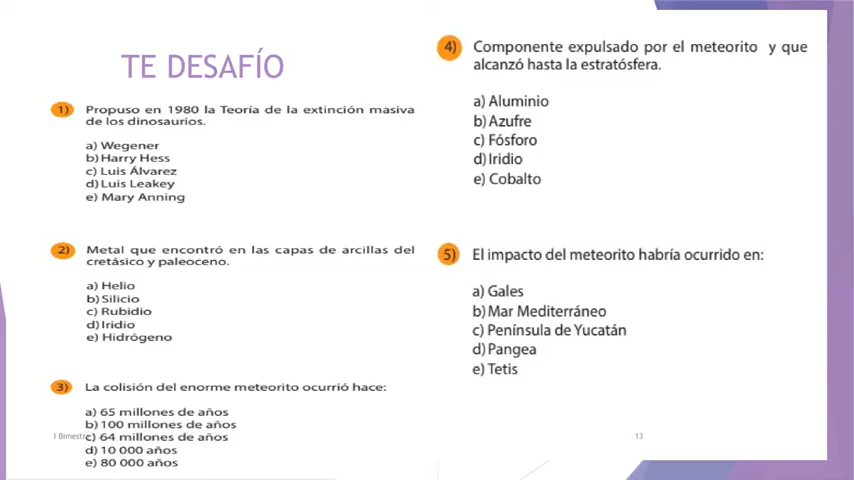 TE DESAFÍO
1) Propuso en 1980 la Teoría de la extinción masiva
de los dinosaurios.
a) Wegener
b) Harry Hess
c) Luis Álvarez
d) Luis Leakey
e) Mary Anning
2) Metal que encontró en las capas de arcillas del
cretásico y paleoceno.
a) Helio
b) Silicio
c) Rubidio
d) Iridio
e) Hidrógeno
3) La colisión del enorme meteorito ocurrió hace:
a) 65 millones de años
b) 100 millones de años
c) 64 millones de años
d) 10 000 años
e) 80 000 años
I Bimestre
4) Componente expulsado por el meteorito y que
alcanzó hasta la estratósfera.
a) Aluminio
b) Azufre
c) Fósforo
d) Iridio
e) Cobalto
5) El impacto del meteorito habría ocurrido en:
a) Gales
b) Mar Mediterráneo
c) Península de Yucatán
d) Pangea
e) Tetis
13